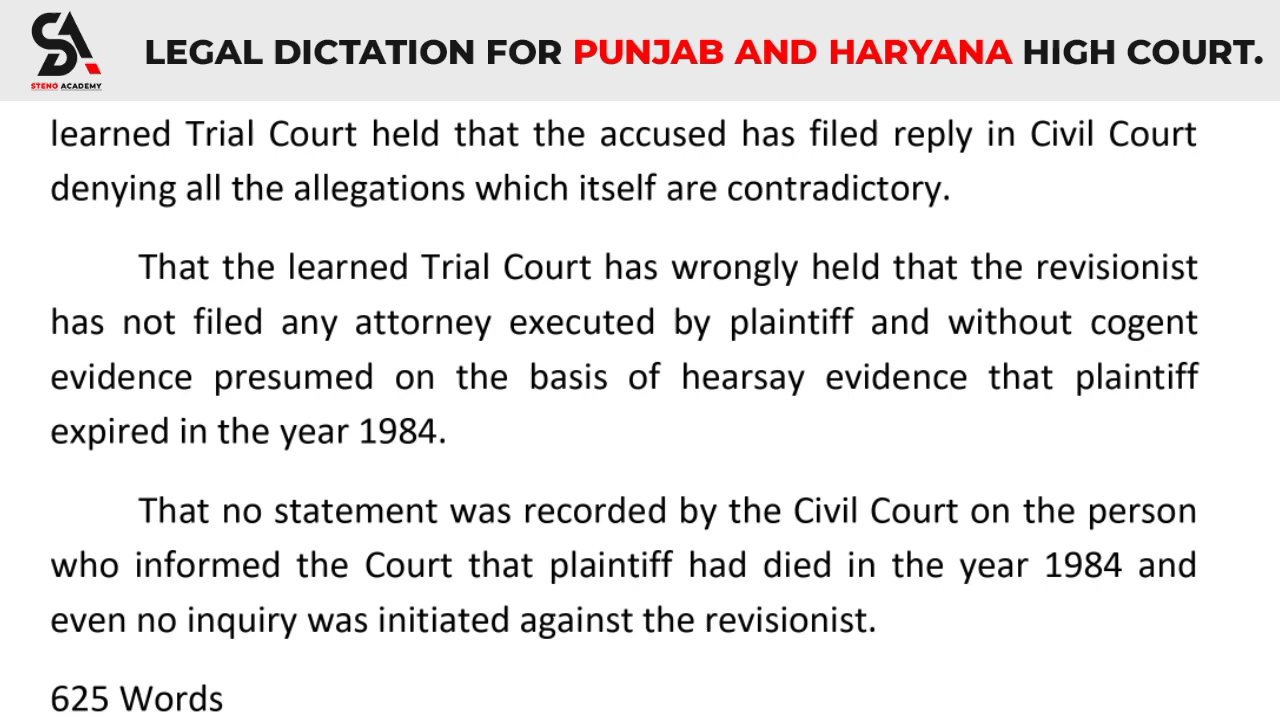 LEGAL DICTATION FOR PUNJAB AND HARYANA HIGH COURT.
STENO ACADEMY
learned Trial Court held that the accused has filed reply in Civil Court
denying all the allegations which itself are contradictory.
That the learned Trial Court has wrongly held that the revisionist
has not filed any attorney executed by plaintiff and without cogent
evidence presumed on the basis of hearsay evidence that plaintiff
expired in the year 1984.
That no statement was recorded by the Civil Court on the person
who informed the Court that plaintiff had died in the year 1984 and
even no inquiry was initiated against the revisionist.
625 Words